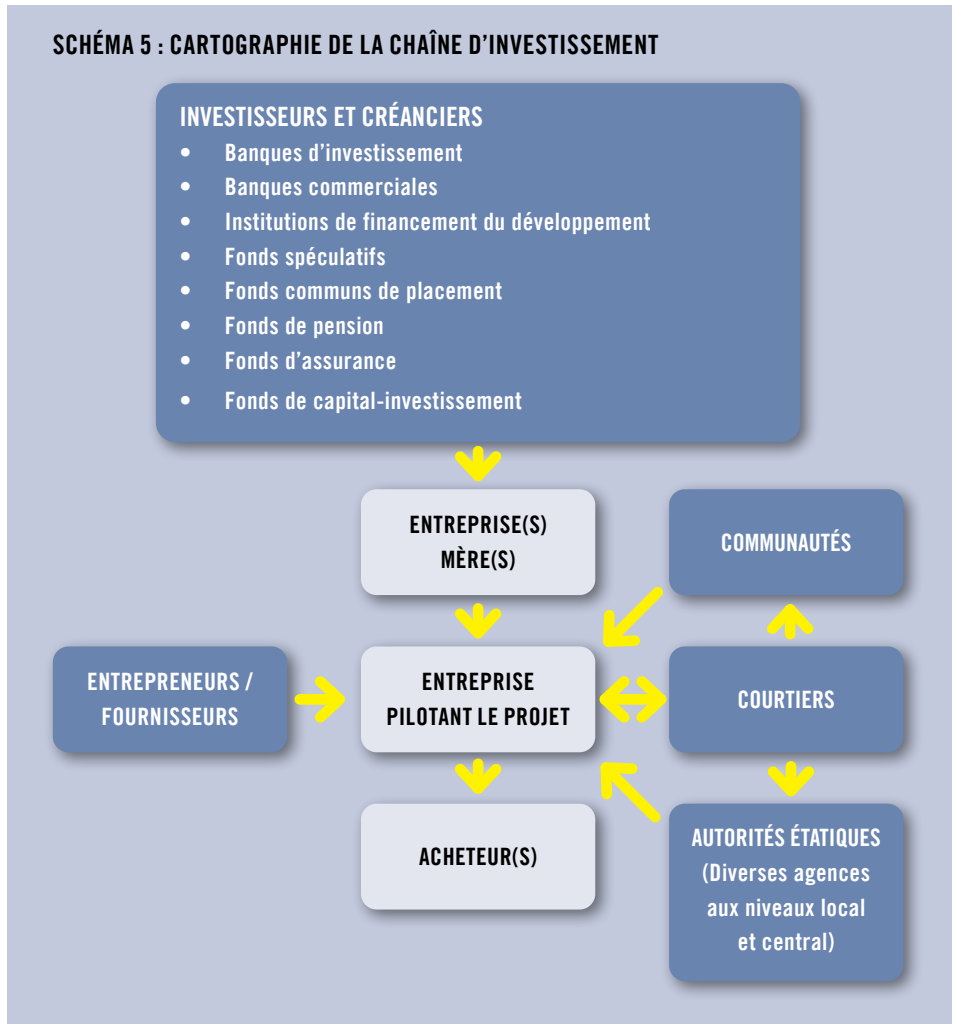 SCHÉMA 5 : CARTOGRAPHIE DE LA CHAÎNE D’INVESTISSEMENT
INVESTISSEURS ET CRÉANCIERS
• Banques d’investissement
• Banques commerciales
• Institutions de financement du développement
• Fonds spéculatifs
• Fonds communs de placement
• Fonds de pension
• Fonds d’assurance
• Fonds de capital-investissement
ENTREPRISE(S)
MÈRE(S)
COMMUNAUTÉS
ENTREPRENEURS /
FOURNISSEURS
ENTREPRISE
PILOTANT LE PROJET
COURTIERS
ACHETEUR(S)
AUTORITÉS ÉTATIQUES
(Diverses agences
aux niveaux local
et central)